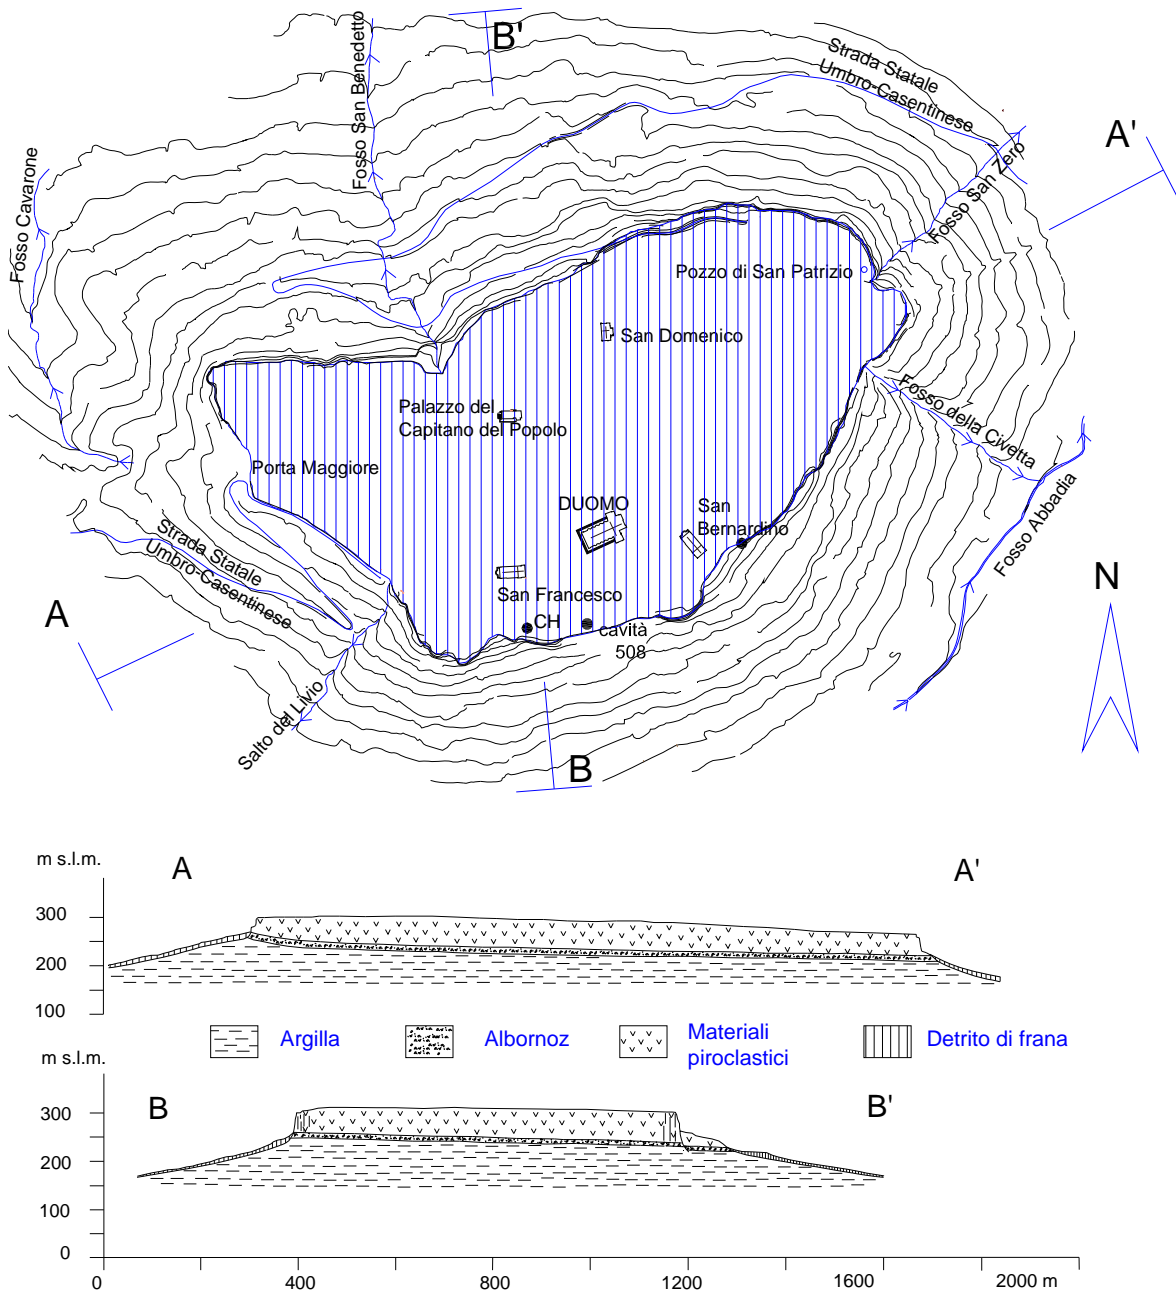 B'
Strada Statale
Umbro-Casentinese
Fosso San Benedetto
A'
Fosso Cavarone
Fosso San Zero
Pozzo di San Patrizio
San Domenico
Fosso della Civetta
Palazzo del
Capitano del Popolo
Porta Maggiore
DUOMO
San
Bernardino
Fosso Abbadia
Strada Statale
Umbro-Casentinese
N
San Francesco
A
CH
cavità
508
Salto del Livio
B
m s.l.m.
A
A'
300
200
100
Argilla
Albornoz
Materiali
piroclastici
Detrito di frana
m s.l.m.
B
B'
300
200
100
0
0
400
800
1200
1600
2000 m